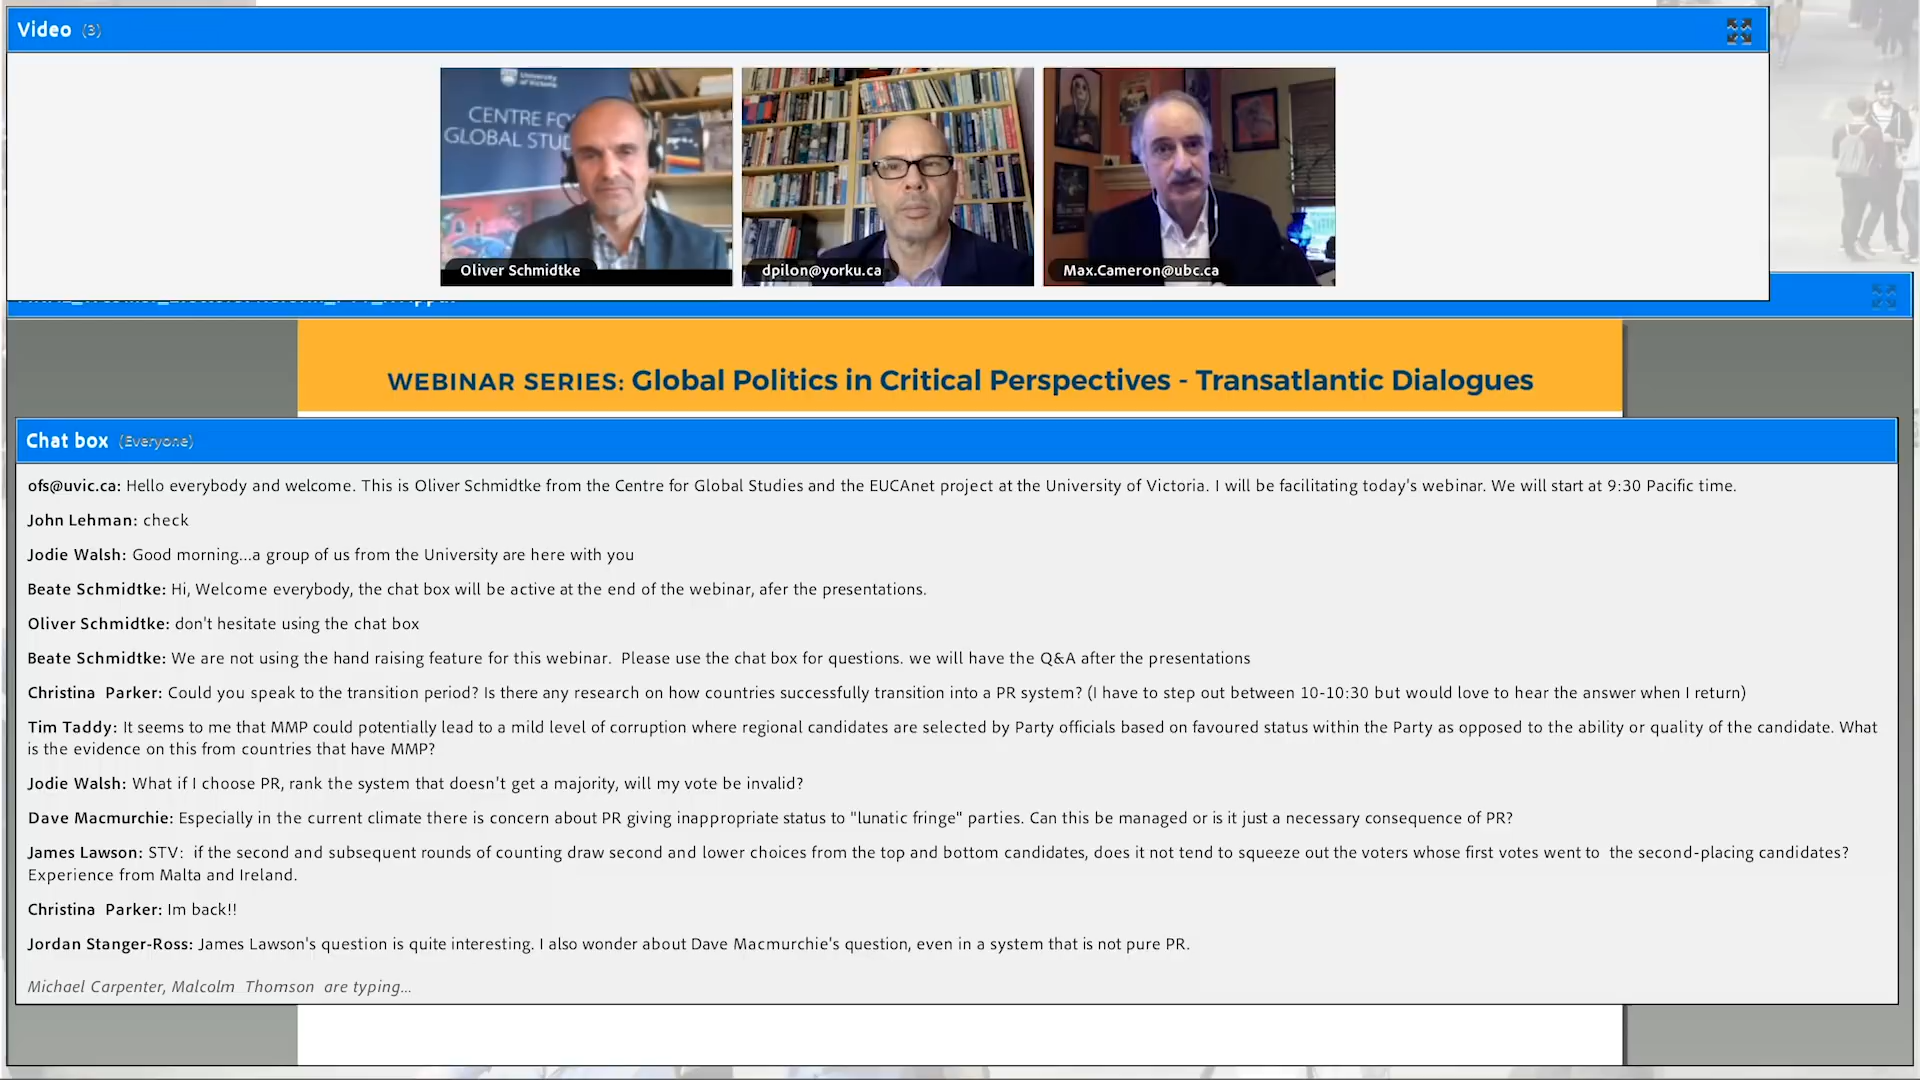 Video (3)
University
of Victoria
CENTRE FO
GLOBAL STUD
Oliver Schmidtke
dpilon@yorku.ca
Max.Cameron@ubc.ca
WEBINAR SERIES: Global Politics in Critical Perspectives - Transatlantic Dialogues
Chat box (Everyone)
ofs@uvic.ca: Hello everybody and welcome. This is Oliver Schmidtke from the Centre for Global Studies and the EUCAnet project at the University of Victoria. I will be facilitating today's webinar. We will start at 9:30 Pacific time.
John Lehman: check
Jodie Walsh: Good morning...a group of us from the University are here with you
Beate Schmidtke: Hi, Welcome everybody, the chat box will be active at the end of the webinar, afer the presentations.
Oliver Schmidtke: don't hesitate using the chat box
Beate Schmidtke: We are not using the hand raising feature for this webinar. Please use the chat box for questions. we will have the Q&A after the presentations
Christina Parker: Could you speak to the transition period? Is there any research on how countries successfully transition into a PR system? (I have to step out between 10-10:30 but would love to hear the answer when I return)
Tim Taddy: It seems to me that MMP could potentially lead to a mild level of corruption where regional candidates are selected by Party officials based on favoured status within the Party as opposed to the ability or quality of the candidate. What
is the evidence on this from countries that have MMP?
Jodie Walsh: What if I choose PR, rank the system that doesn't get a majority, will my vote be invalid?
Dave Macmurchie: Especially in the current climate there is concern about PR giving inappropriate status to "lunatic fringe" parties. Can this be managed or is it just a necessary consequence of PR?
James Lawson: STV: if the second and subsequent rounds of counting draw second and lower choices from the top and bottom candidates, does it not tend to squeeze out the voters whose first votes went to the second-placing candidates?
Experience from Malta and Ireland.
Christina Parker: Im back!!
Jordan Stanger-Ross: James Lawson's question is quite interesting. I also wonder about Dave Macmurchie's question, even in a system that is not pure PR.
Michael Carpenter, Malcolm Thomson are typing...